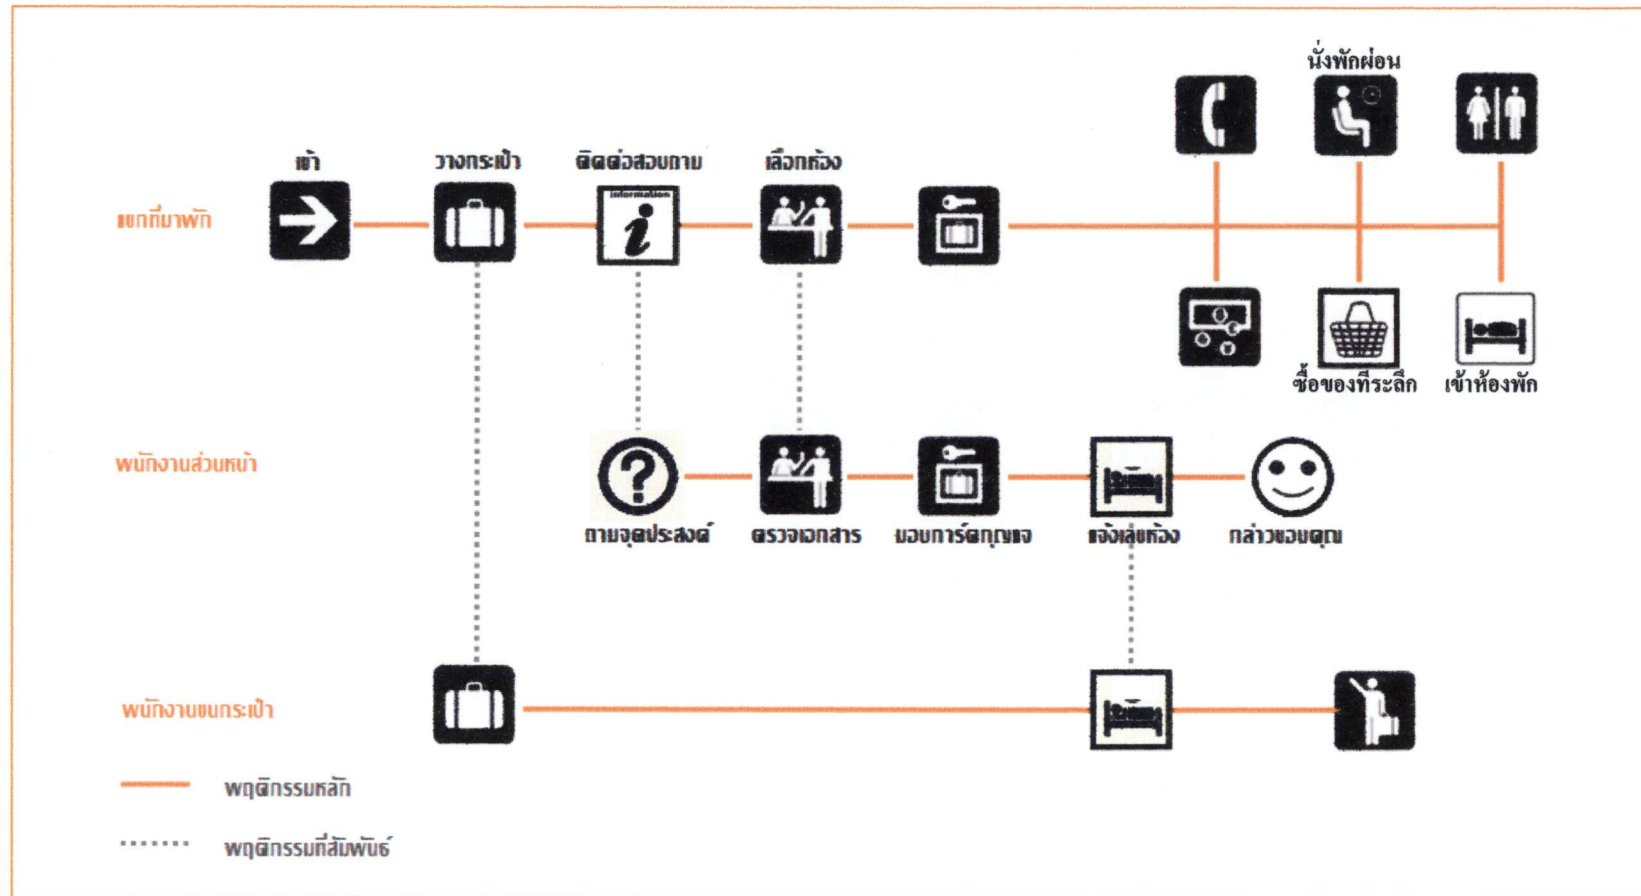 นั่งพักผ่อน
เข้า
วางกระเป๋า
ติดต่อสอบถาม
เลือกห้อง
information
i
แขกที่มาพัก
ซื้อของที่ระลึก
เข้าห้องพัก
พนักงานส่วนหน้า
?
ถามจุดประสงค์
ตรวจเอกสาร
มอบการ์ดกุญแจ
แจ้งเลขห้อง
กล่าวขอบคุณ
พนักงานขนกระเป๋า
พฤติกรรมหลัก
พฤติกรรมที่สัมพันธ์